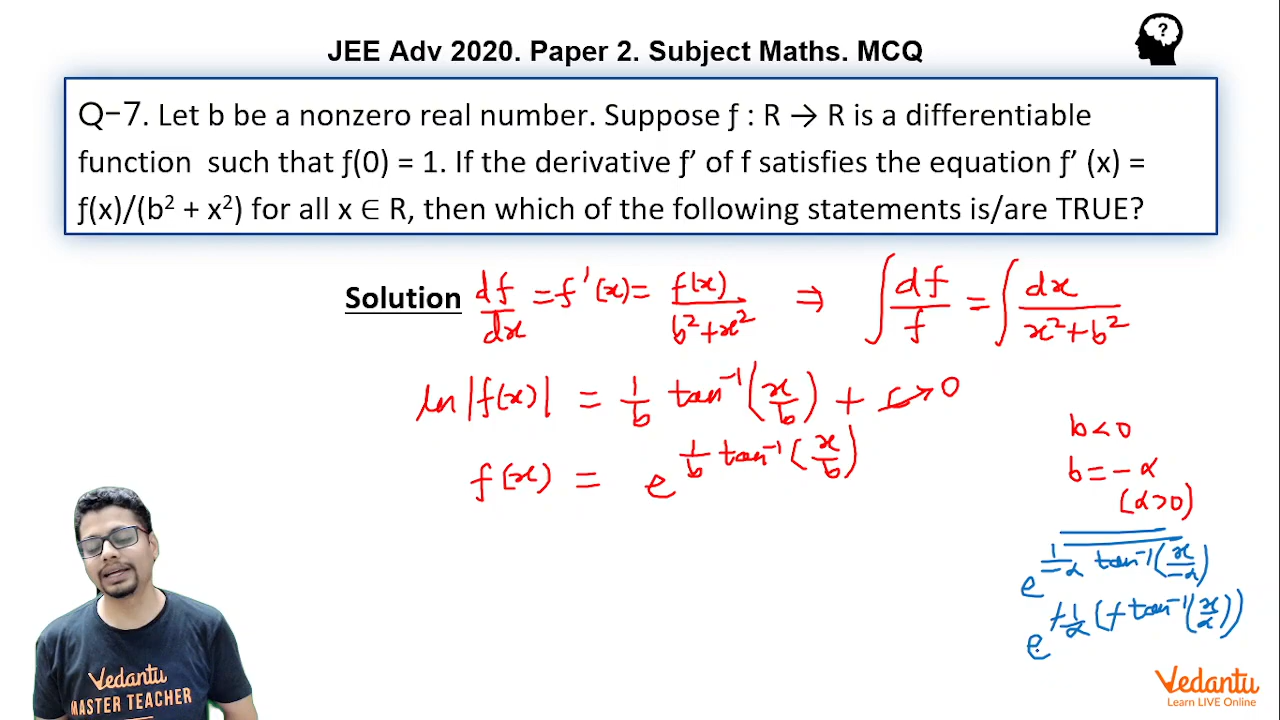 ?
JEE Adv 2020. Paper 2. Subject Maths. MCQ
Q-7. Let b be a nonzero real number. Suppose ƒ : R → R is a differentiable
function such that ƒ(0) = 1. If the derivative ƒ’ of f satisfies the equation ƒ’ (x) =
ƒ(x)/(b² + x²) for all x ∈ R, then which of the following statements is/are TRUE?
Solution df/dx = f'(x) = f(x)/(b²+x²) ⇒ ∫ df/f = ∫ dx/(x²+b²)
ln|f(x)| = 1/b tan⁻¹(x/b) + c→0
f(x) = e^(1/b tan⁻¹(x/b))
b<0
b = -α
(α>0)
e^(1/-α tan⁻¹(x/-α))
e^(-1/α (- tan⁻¹(x/α)))
Vedantu
MASTER TEACHER
Vedantu
Learn LIVE Online